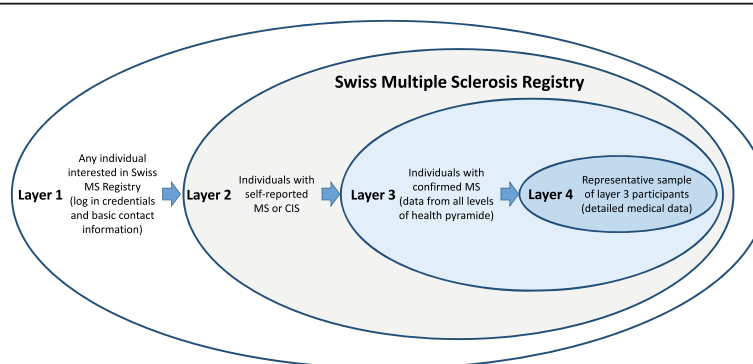 Swiss Multiple Sclerosis Registry
Layer 1
Any individual
interested in Swiss
MS Registry
(log in credentials
and basic contact
information)
Layer 2
Individuals with
self-reported
MS or CIS
Layer 3
Individuals with
confirmed MS
(data from all levels
of health pyramide)
Layer 4
Representative sample
of layer 3 participants
(detailed medical data)